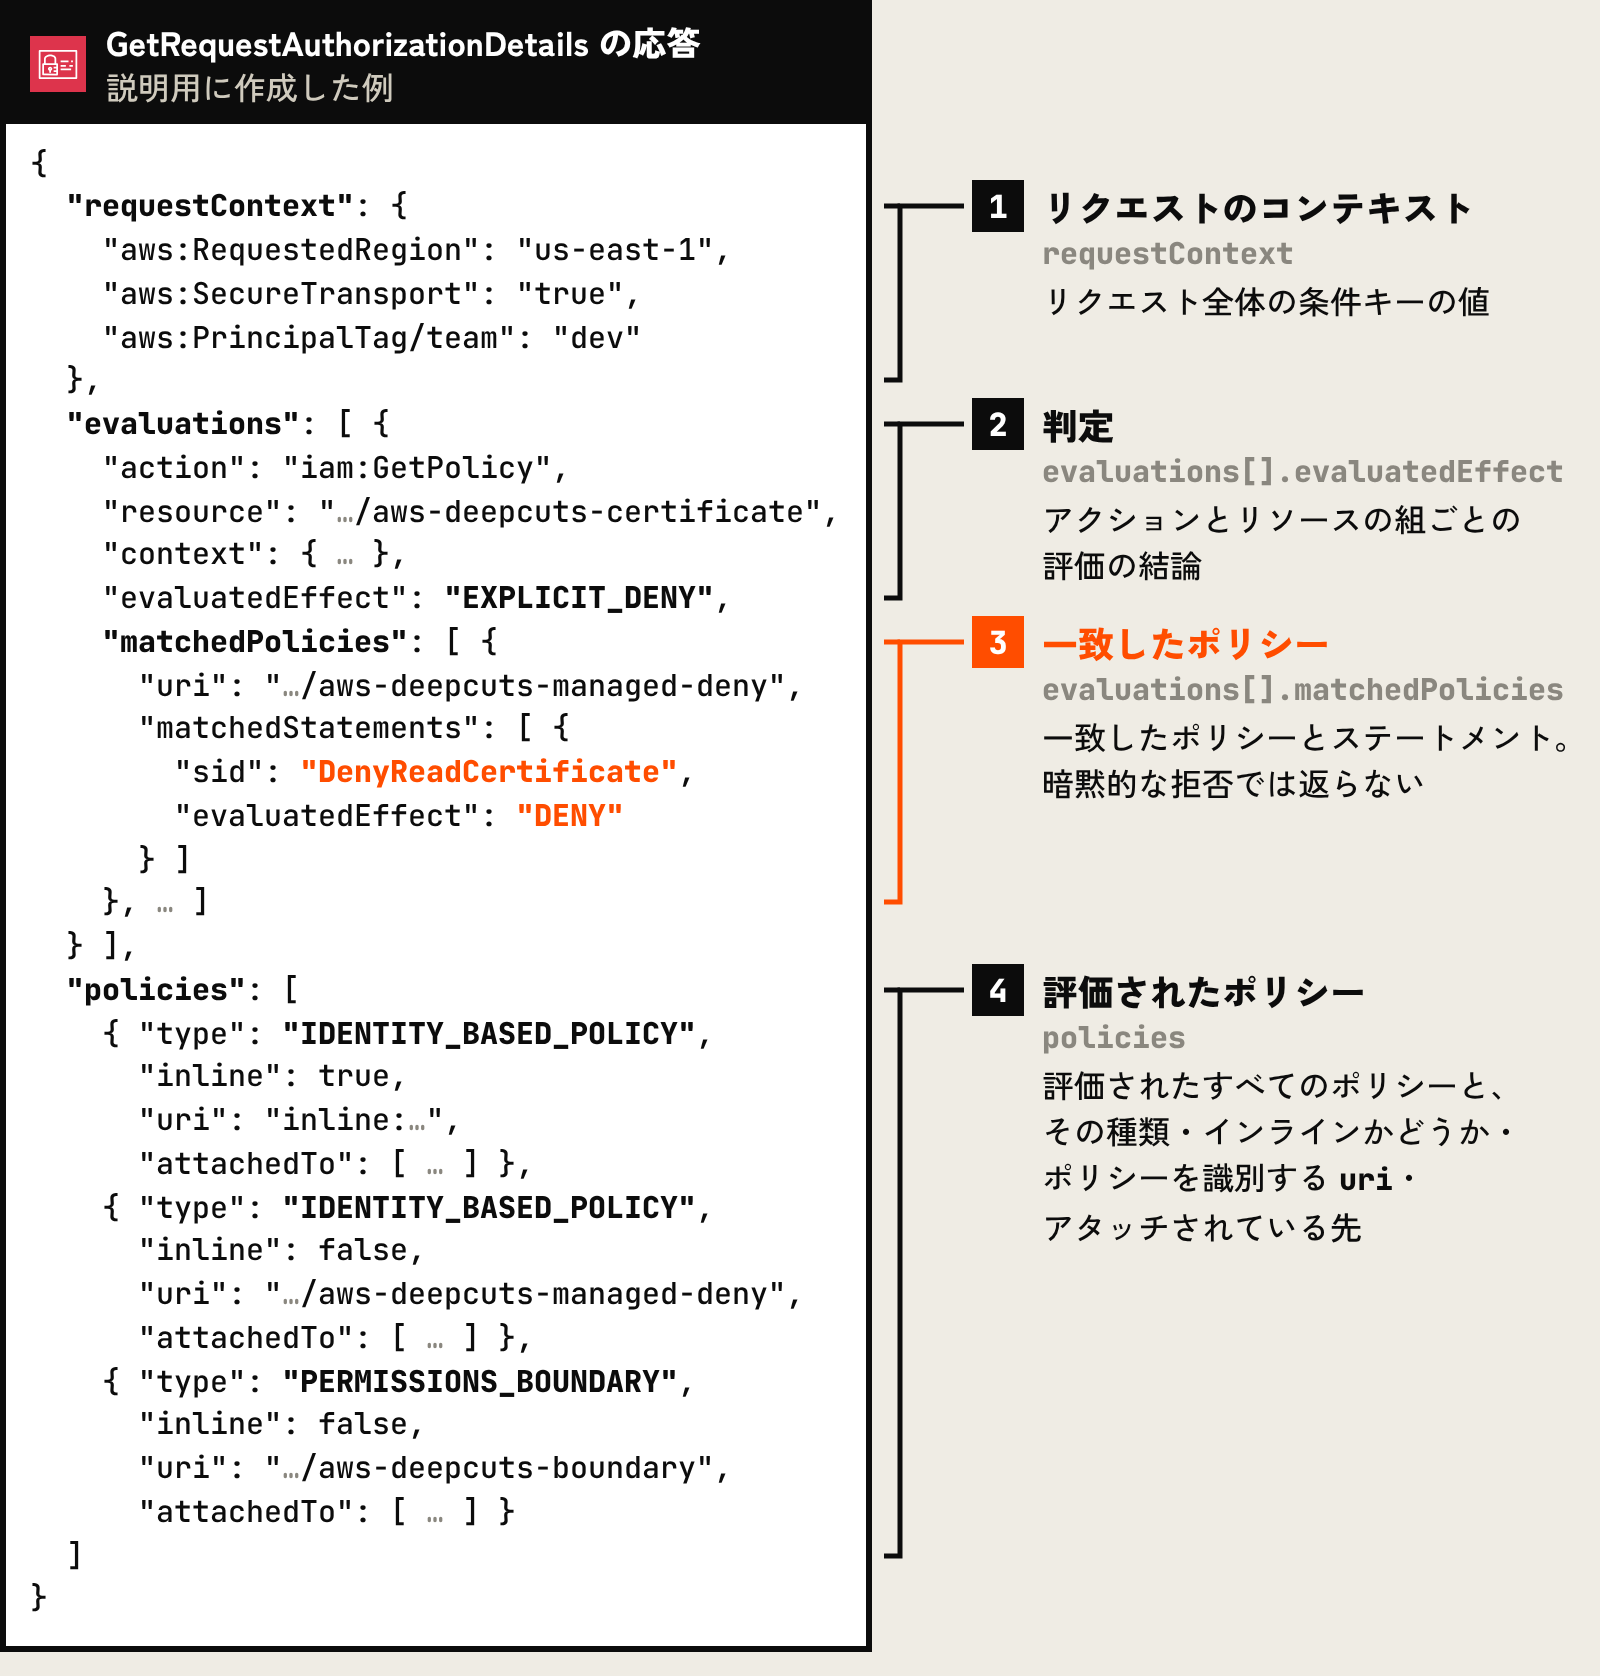 GetRequestAuthorizationDetails の応答
説明用に作成した例
{
"requestContext": {
"aws:RequestedRegion": "us-east-1",
"aws:SecureTransport": "true",
"aws:PrincipalTag/team": "dev"
},
"evaluations": [ {
"action": "iam:GetPolicy",
"resource": "…/aws-deepcuts-certificate",
"context": { … },
"evaluatedEffect": "EXPLICIT_DENY",
"matchedPolicies": [ {
"uri": "…/aws-deepcuts-managed-deny",
"matchedStatements": [ {
"sid": "DenyReadCertificate",
"evaluatedEffect": "DENY"
} ]
}, … ]
} ],
"policies": [
{ "type": "IDENTITY_BASED_POLICY",
"inline": true,
"uri": "inline:…",
"attachedTo": [ … ] },
{ "type": "IDENTITY_BASED_POLICY",
"inline": false,
"uri": "…/aws-deepcuts-managed-deny",
"attachedTo": [ … ] },
{ "type": "PERMISSIONS_BOUNDARY",
"inline": false,
"uri": "…/aws-deepcuts-boundary",
"attachedTo": [ … ] }
]
}
1 リクエストのコンテキスト
requestContext
リクエスト全体の条件キーの値
2 判定
evaluations[].evaluatedEffect
アクションとリソースの組ごとの
評価の結論
3 一致したポリシー
evaluations[].matchedPolicies
一致したポリシーとステートメント。
暗黙的な拒否では返らない
4 評価されたポリシー
policies
評価されたすべてのポリシーと、
その種類・インラインかどうか・
ポリシーを識別する uri・
アタッチされている先